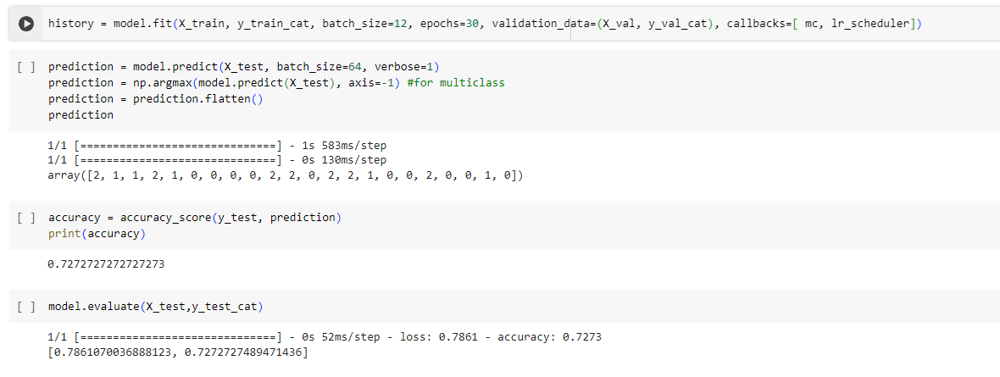 history = model.fit(X_train, y_train_cat, batch_size=12, epochs=30, validation_data=(X_val, y_val_cat), callbacks=[ mc, lr_scheduler])
[ ] prediction = model.predict(X_test, batch_size=64, verbose=1)
prediction = np.argmax(model.predict(X_test), axis=-1) #for multiclass
prediction = prediction.flatten()
prediction
1/1 [==============================] - 1s 583ms/step
1/1 [==============================] - 0s 130ms/step
array([2, 1, 1, 2, 1, 0, 0, 0, 0, 2, 2, 0, 2, 2, 1, 0, 0, 2, 0, 0, 1, 0])
[ ] accuracy = accuracy_score(y_test, prediction)
print(accuracy)
0.7272727272727273
[ ] model.evaluate(X_test,y_test_cat)
1/1 [==============================] - 0s 52ms/step - loss: 0.7861 - accuracy: 0.7273
[0.7861070036888123, 0.7272727489471436]